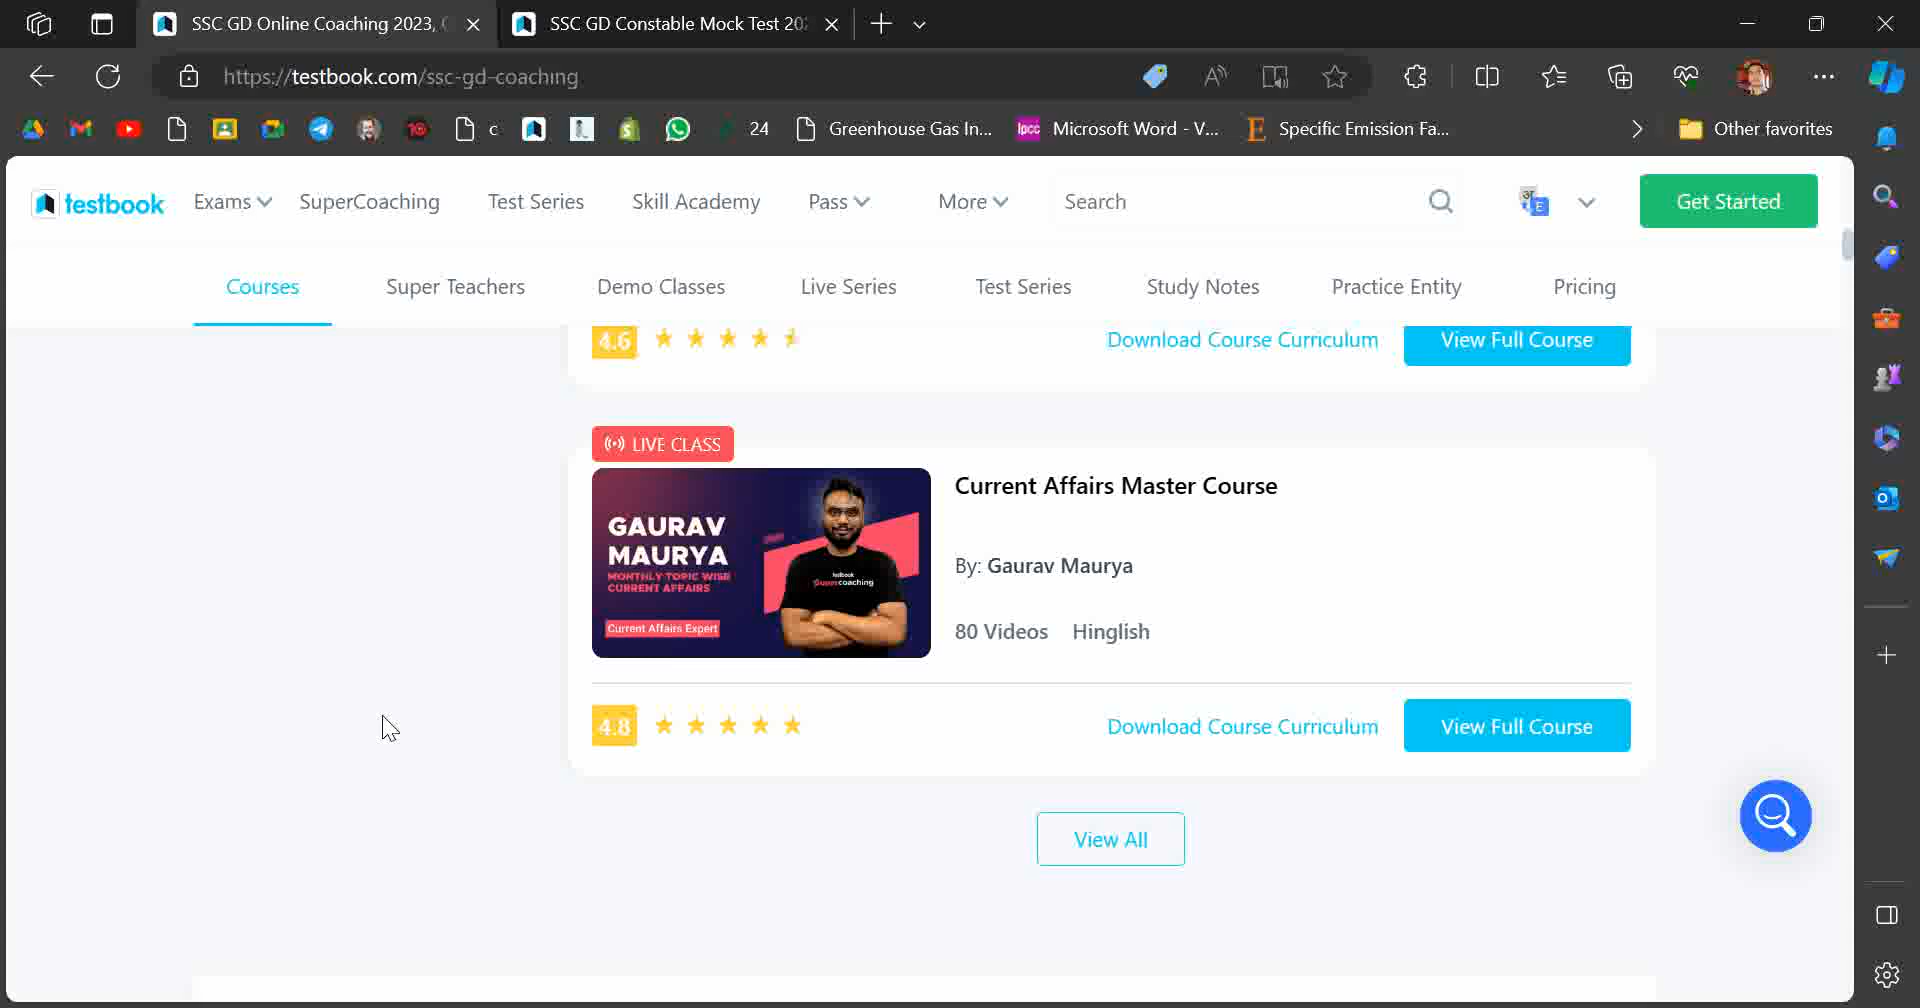 SSC GD Online Coaching 2023,
SSC GD Constable Mock Test 20
https://testbook.com/ssc-gd-coaching
c
24
Greenhouse Gas In...
Microsoft Word - V...
Specific Emission Fa...
Other favorites
testbook
Exams
SuperCoaching
Test Series
Skill Academy
Pass
More
Search
Get Started
Courses
Super Teachers
Demo Classes
Live Series
Test Series
Study Notes
Practice Entity
Pricing
4.6
Download Course Curriculum
View Full Course
LIVE CLASS
GAURAV
MAURYA
MONTHLY TOPIC WISE
CURRENT AFFAIRS
Current Affairs Expert
testbook
Supercoaching
Current Affairs Master Course
By: Gaurav Maurya
80 Videos Hinglish
4.8
Download Course Curriculum
View Full Course
View All